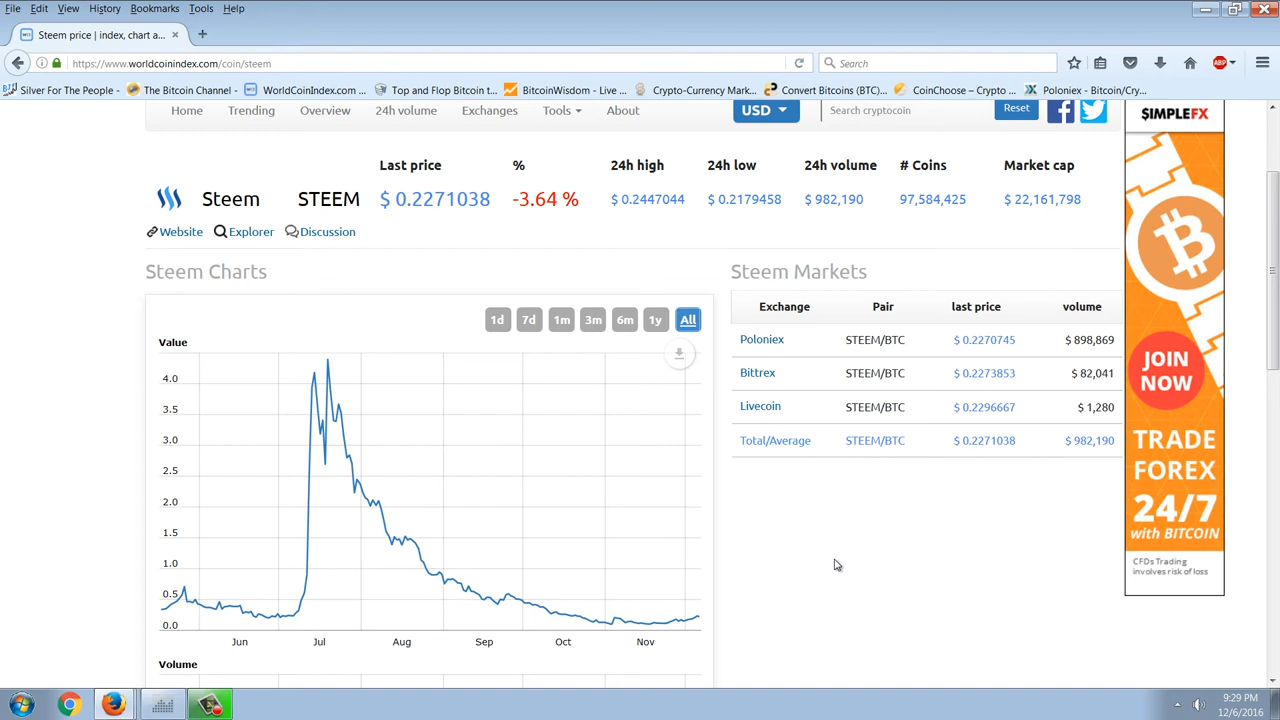 File Edit View History Bookmarks Tools Help
Steem price | index, chart a...
https://www.worldcoinindex.com/coin/steem
Search
ABP
Silver For The People - ... The Bitcoin Channel - ... WorldCoinIndex.com ... Top and Flop Bitcoin t... BitcoinWisdom - Live ... Crypto-Currency Mark... Convert Bitcoins (BTC)... CoinChoose – Crypto ... Poloniex - Bitcoin/Cry...
Home Trending Overview 24h volume Exchanges Tools About USD Search cryptocoin Reset
Last price % 24h high 24h low 24h volume # Coins Market cap
Steem STEEM $ 0.2271038 -3.64 % $ 0.2447044 $ 0.2179458 $ 982,190 97,584,425 $ 22,161,798
Website Explorer Discussion
Steem Charts
1d 7d 1m 3m 6m 1y All
Value
4.0
3.5
3.0
2.5
2.0
1.5
1.0
0.5
0.0
Jun Jul Aug Sep Oct Nov
Volume
Steem Markets
Exchange Pair last price volume
Poloniex STEEM/BTC $ 0.2270745 $ 898,869
Bittrex STEEM/BTC $ 0.2273853 $ 82,041
Livecoin STEEM/BTC $ 0.2296667 $ 1,280
Total/Average STEEM/BTC $ 0.2271038 $ 982,190
$IMPLEFX
JOIN
NOW
TRADE
FOREX
24/7
with BITCOIN
CFDs Trading
involves risk of loss
9:29 PM
12/6/2016